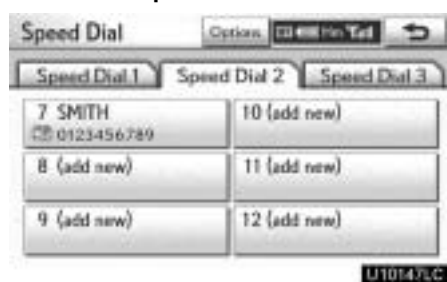 Speed Dial Options
Speed Dial 1 Speed Dial 2 Speed Dial 3
7 SMITH 10 (add new)
0123456789
8 (add new) 11 (add new)
9 (add new) 12 (add new)
U10147LC